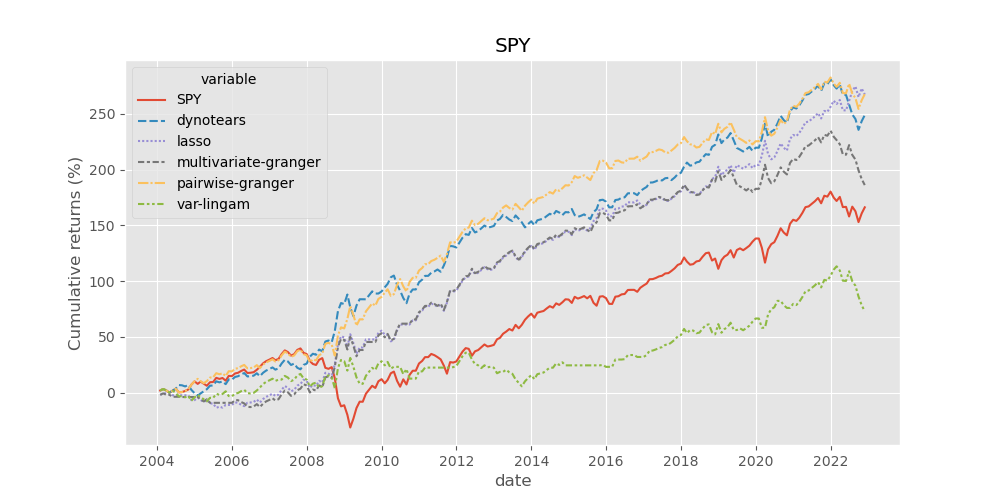 SPY
variable
SPY
dynotears
lasso
multivariate-granger
pairwise-granger
var-lingam
Cumulative returns (%)
250
200
150
100
50
0
2004 2006 2008 2010 2012 2014 2016 2018 2020 2022
date